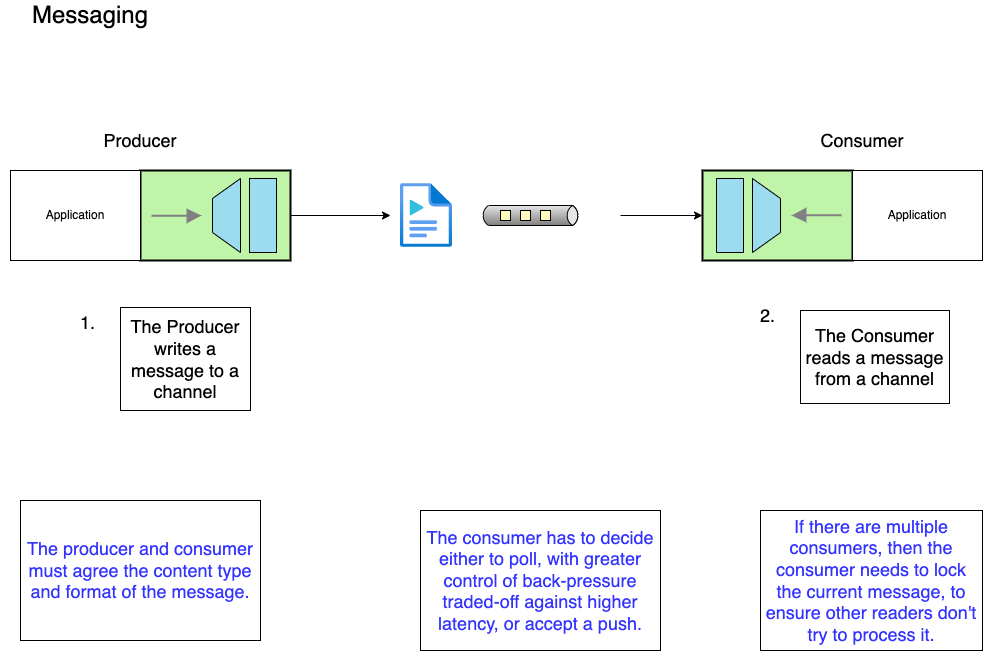 Messaging
Producer
Consumer
Application
Application
1.
The Producer
writes a
message to a
channel
2.
The Consumer
reads a message
from a channel
The producer and consumer
must agree the content type
and format of the message.
The consumer has to decide
either to poll, with greater
control of back-pressure
traded-off against higher
latency, or accept a push.
If there are multiple
consumers, then the
consumer needs to lock
the current message, to
ensure other readers don't
try to process it.